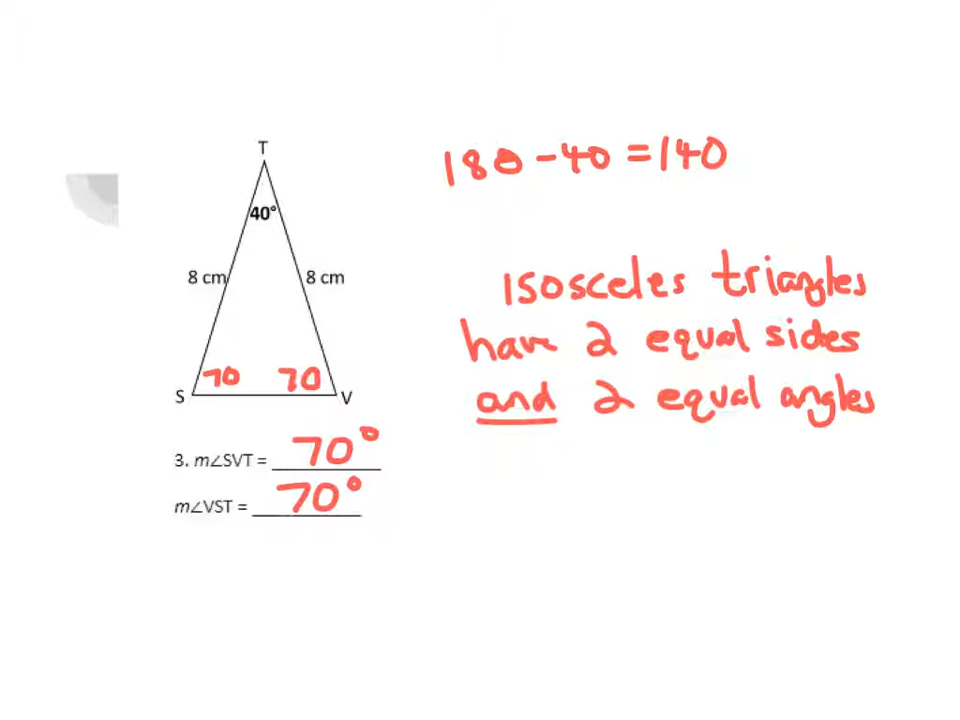 T
180 - 40 = 140
40°
8 cm 8 cm
Isosceles triangles
have 2 equal sides
and 2 equal angles
70 70
S V
3. m∠SVT = 70°
m∠VST = 70°